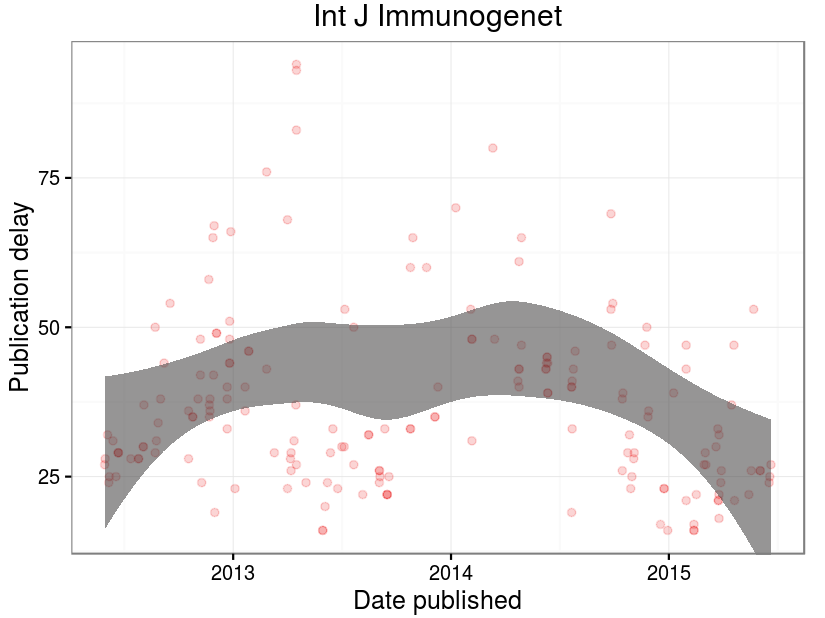 Int J Immunogenet
Publication delay
75
50
25
2013
2014
2015
Date published